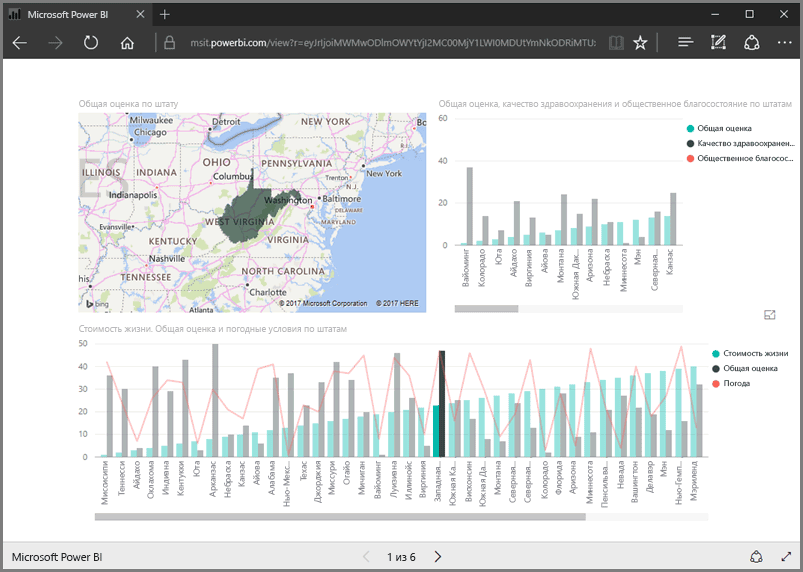 Microsoft Power BI
msit.powerbi.com/view?r=
Общая оценка по штату
Общая оценка, качество здравоохранения и общественное благосостояние по штатам
NEW YORK
Detroit
Milwaukee
Chicago
ILLINOIS
INDIANA
OHIO
PENNSYLVANIA
Indianapolis
Columbus
Trenton
New York
N.J.
R.I.
Washington
Baltimore
DELAWARE
MARYLAND
WEST VIRGINIA
Evansville
KENTUCKY
VIRGINIA
Nashville
TENNESSEE
NORTH CAROLINA
Charlotte
bing
© 2017 Microsoft Corporation © 2017 HERE
60
40
20
0
Вайоминг
Колорадо
Юта
Айдахо
Виргиния
Айова
Монтана
Южная Дак...
Аризона
Небраска
Миннесота
Мэн
Северная...
Канзас
Общая оценка
Качество здравоохранен...
Общественное благосос...
Стоимость жизни. Общая оценка и погодные условия по штатам
50
40
30
20
10
0
Миссисипи
Теннесси
Айдахо
Оклахома
Индиана
Кентукки
Юта
Арканзас
Небраска
Канзас
Айова
Алабама
Нью-Мекс...
Техас
Джорджия
Миссури
Огайо
Мичиган
Вайоминг
Луизиана
Иллинойс
Виргиния
Западная...
Южная Ка...
Висконсин
Южная Да...
Монтана
Северная...
Северная...
Колорадо
Флорида
Аризона
Миннесота
Пенсильва...
Невада
Вашингтон
Делавэр
Мэн
Нью-Гемп...
Мэриленд
Стоимость жизни
Общая оценка
Погода
Microsoft Power BI
1 из 6